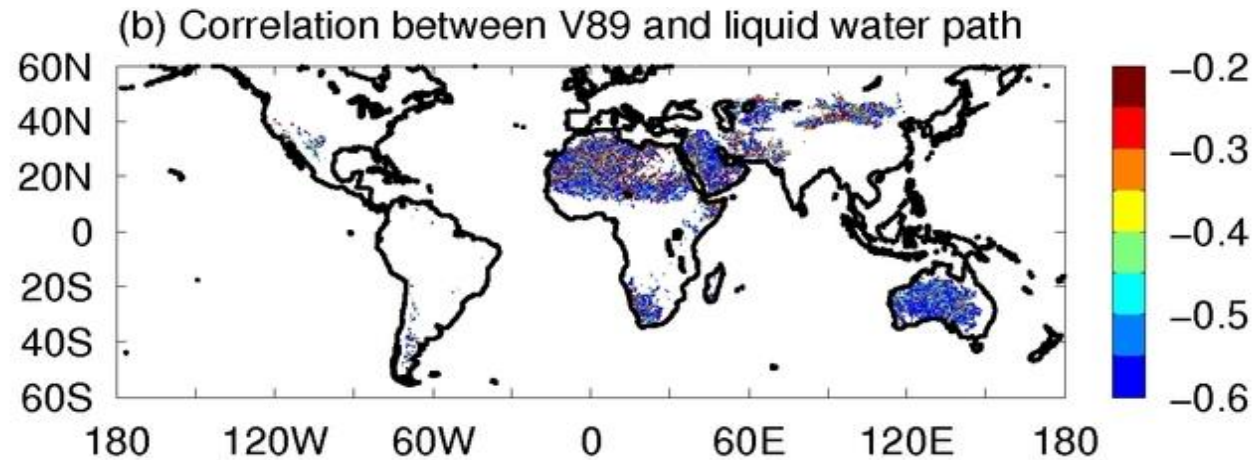 (b) Correlation between V89 and liquid water path
60N
40N
20N
0
20S
40S
60S
180 120W 60W 0 60E 120E 180
−0.2
−0.3
−0.4
−0.5
−0.6